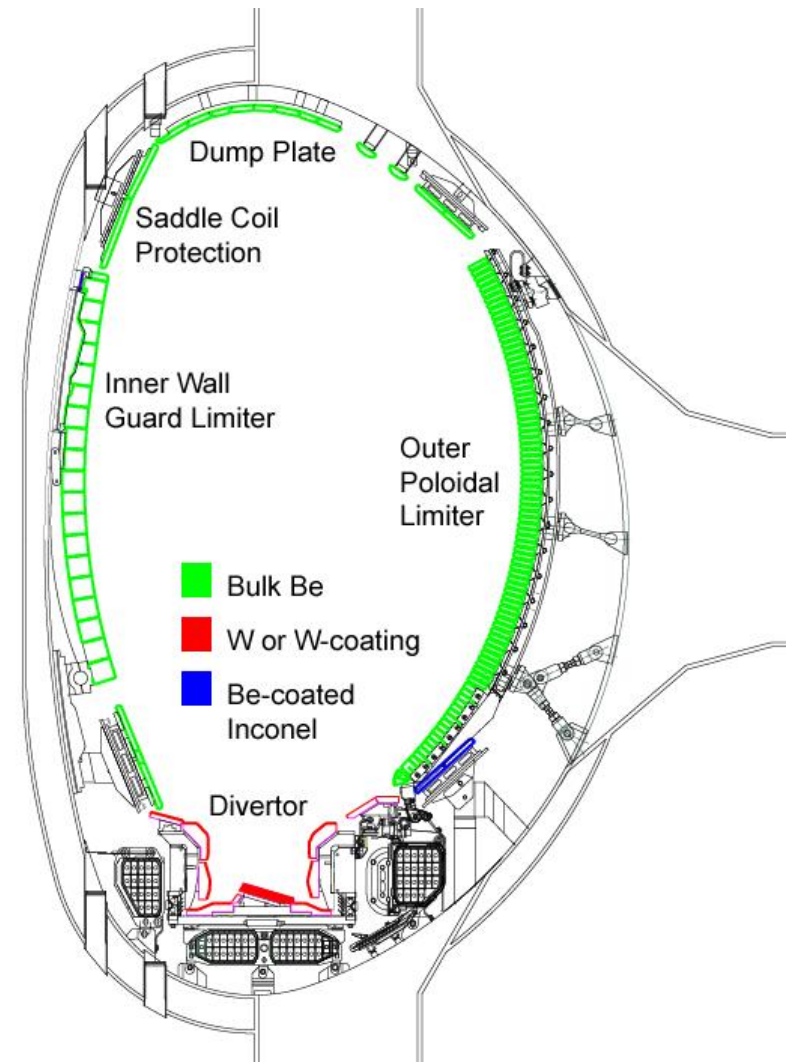 Dump Plate
Saddle Coil
Protection
Inner Wall
Guard Limiter
Outer
Poloidal
Limiter
Bulk Be
W or W-coating
Be-coated
Inconel
Divertor